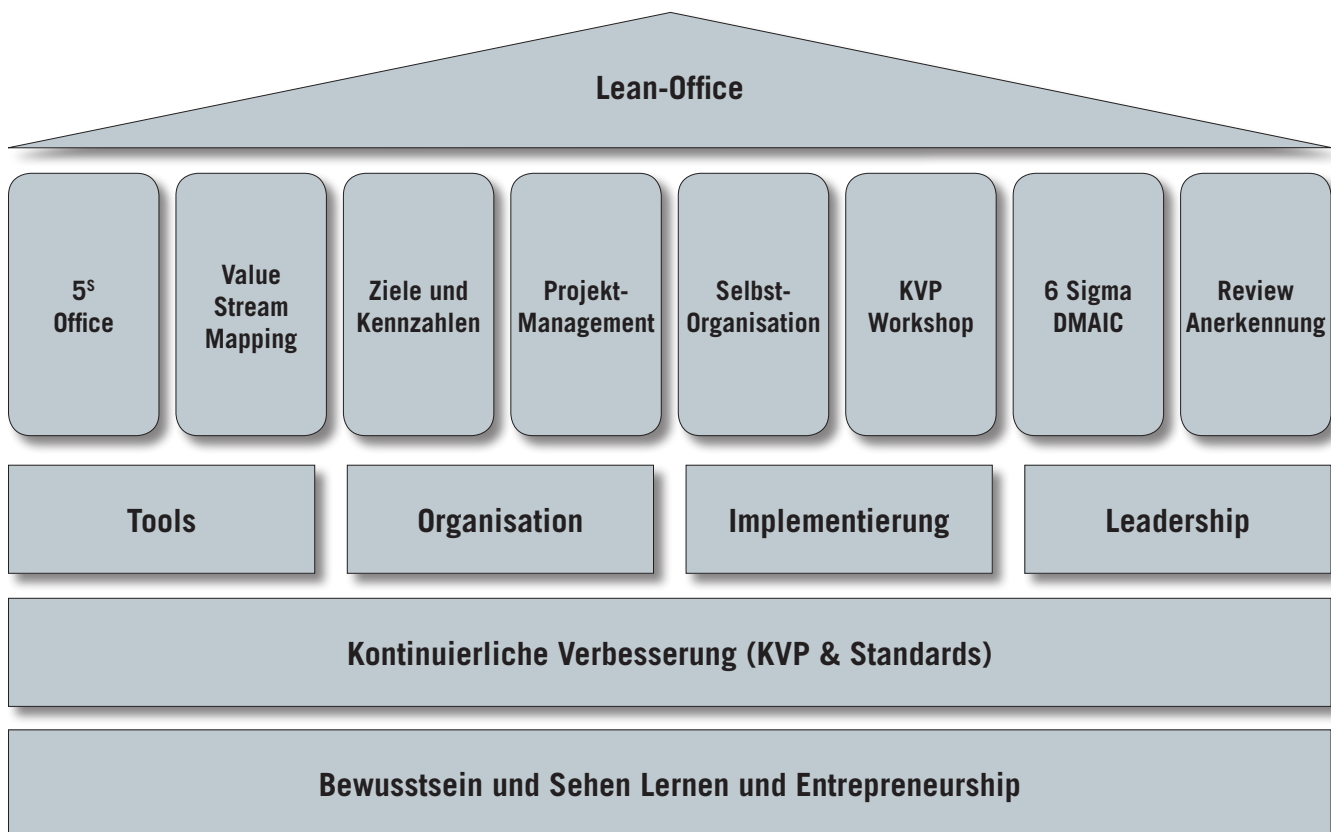 Lean-Office
5S
Office
Value
Stream
Mapping
Ziele und
Kennzahlen
Projekt-
Management
Selbst-
Organisation
KVP
Workshop
6 Sigma
DMAIC
Review
Anerkennung
Tools
Organisation
Implementierung
Leadership
Kontinuierliche Verbesserung (KVP & Standards)
Bewusstsein und Sehen Lernen und Entrepreneurship